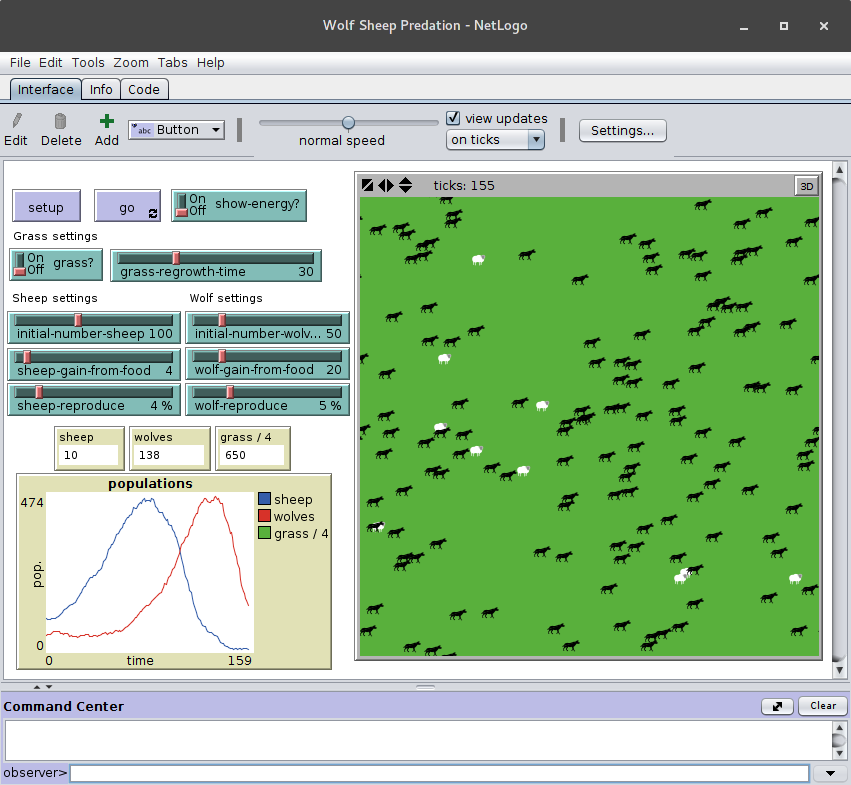 Wolf Sheep Predation - NetLogo
File Edit Tools Zoom Tabs Help
Interface Info Code
Edit Delete Add
abc Button
normal speed
view updates
on ticks
Settings...
setup
go
On
Off
show-energy?
Grass settings
On
Off
grass?
grass-regrowth-time 30
Sheep settings
Wolf settings
initial-number-sheep 100
initial-number-wolv... 50
sheep-gain-from-food 4
wolf-gain-from-food 20
sheep-reproduce 4 %
wolf-reproduce 5 %
sheep
10
wolves
138
grass / 4
650
populations
474
pop.
0
0 time 159
sheep
wolves
grass / 4
ticks: 155
3D
Command Center
Clear
observer>